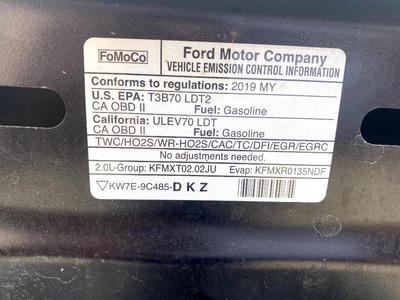 FoMoCo
Ford Motor Company
VEHICLE EMISSION CONTROL INFORMATION
Conforms to regulations: 2019 MY
U.S. EPA: T3B70 LDT2
CA OBD II Fuel: Gasoline
California: ULEV70 LDT
CA OBD II Fuel: Gasoline
TWC/HO2S/WR-HO2S/CAC/TC/DFI/EGR/EGRC
No adjustments needed.
2.0L-Group: KFMXT02.02JU Evap: KFMXR0135NDF
KW7E-9C485-D K Z